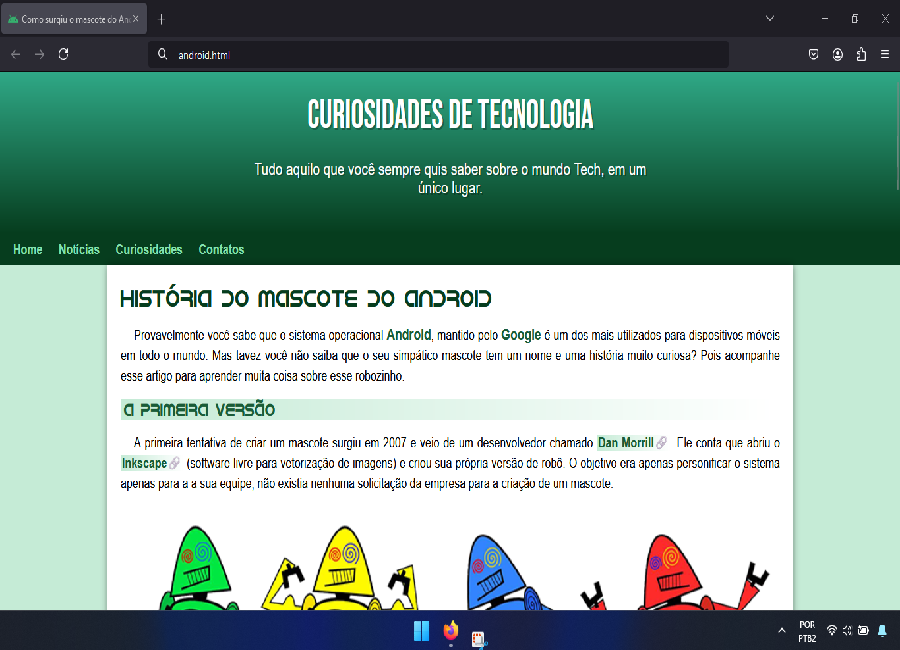 Como surgiu o mascote do And
android.html
CURIOSIDADES DE TECNOLOGIA
Tudo aquilo que você sempre quis saber sobre o mundo Tech, em um
único lugar.
Home Notícias Curiosidades Contatos
HISTÓRIA DO MASCOTE DO ANDROID
Provavelmente você sabe que o sistema operacional Android, mantido pelo Google é um dos mais utilizados para dispositivos móveis
em todo o mundo. Mas tavez você não saiba que o seu simpático mascote tem um nome e uma história muito curiosa? Pois acompanhe
esse artigo para aprender muita coisa sobre esse robozinho.
A PRIMEIRA VERSÃO
A primeira tentativa de criar um mascote surgiu em 2007 e veio de um desenvolvedor chamado Dan Morrill Ele conta que abriu o
Inkscape (software livre para vetorização de imagens) e criou sua própria versão do robô. O objetivo era apenas personificar o sistema
apenas para a a sua equipe, não existia nenhuma solicitação da empresa para a criação de um mascote.
POR
PTB2